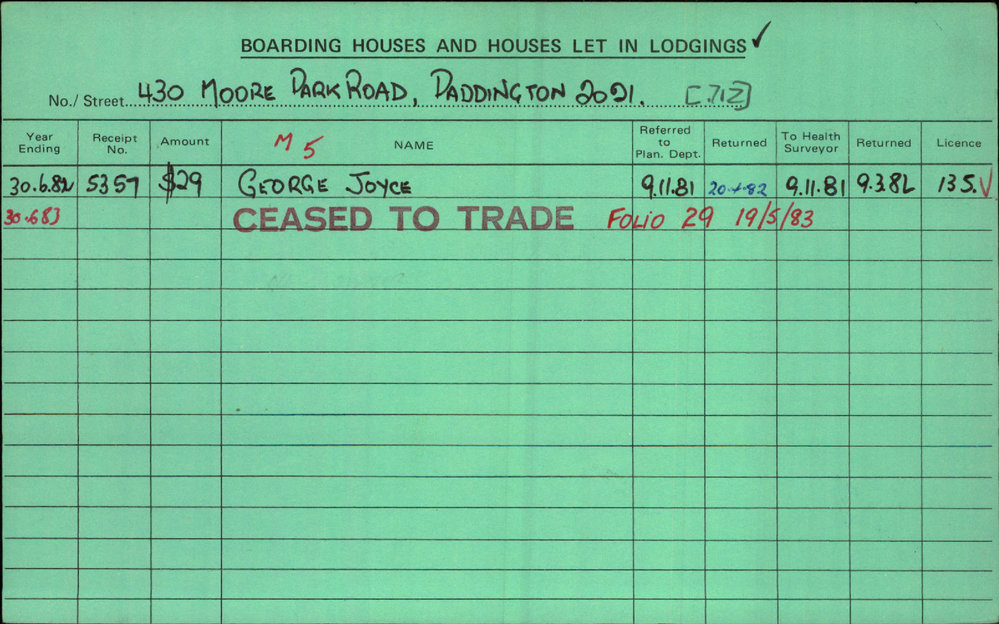 BOARDING HOUSES AND HOUSES LET IN LODGINGS ✓
No./ Street 430 MOORE PARK ROAD, PADDINGTON 2021. [712]
Year Ending Receipt No. Amount M 5 NAME Referred to Plan. Dept. Returned To Health Surveyor Returned Licence
30.6.82 5357 $29 GEORGE JOYCE 9.11.81 20.4.82 9.11.81 9.3.82 135. ✓
30.6.83 CEASED TO TRADE FOLIO 29 19/5/83